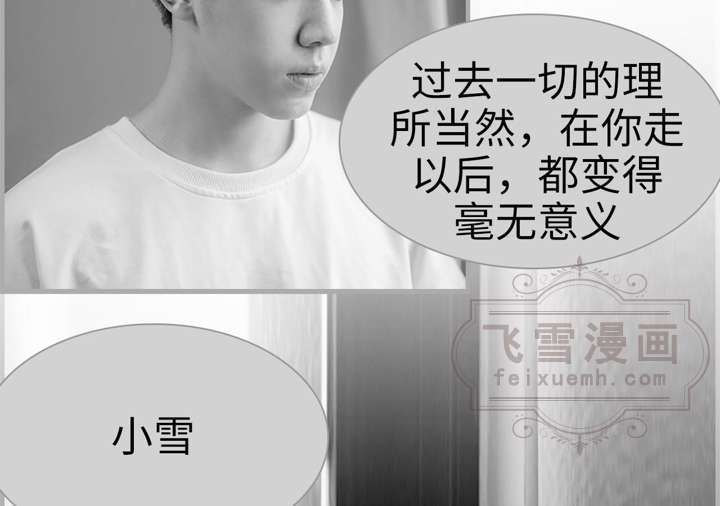 过去一切的理
所当然，在你走
以后，都变得
毫无意义
飞雪漫画
feixuemh.com
小雪